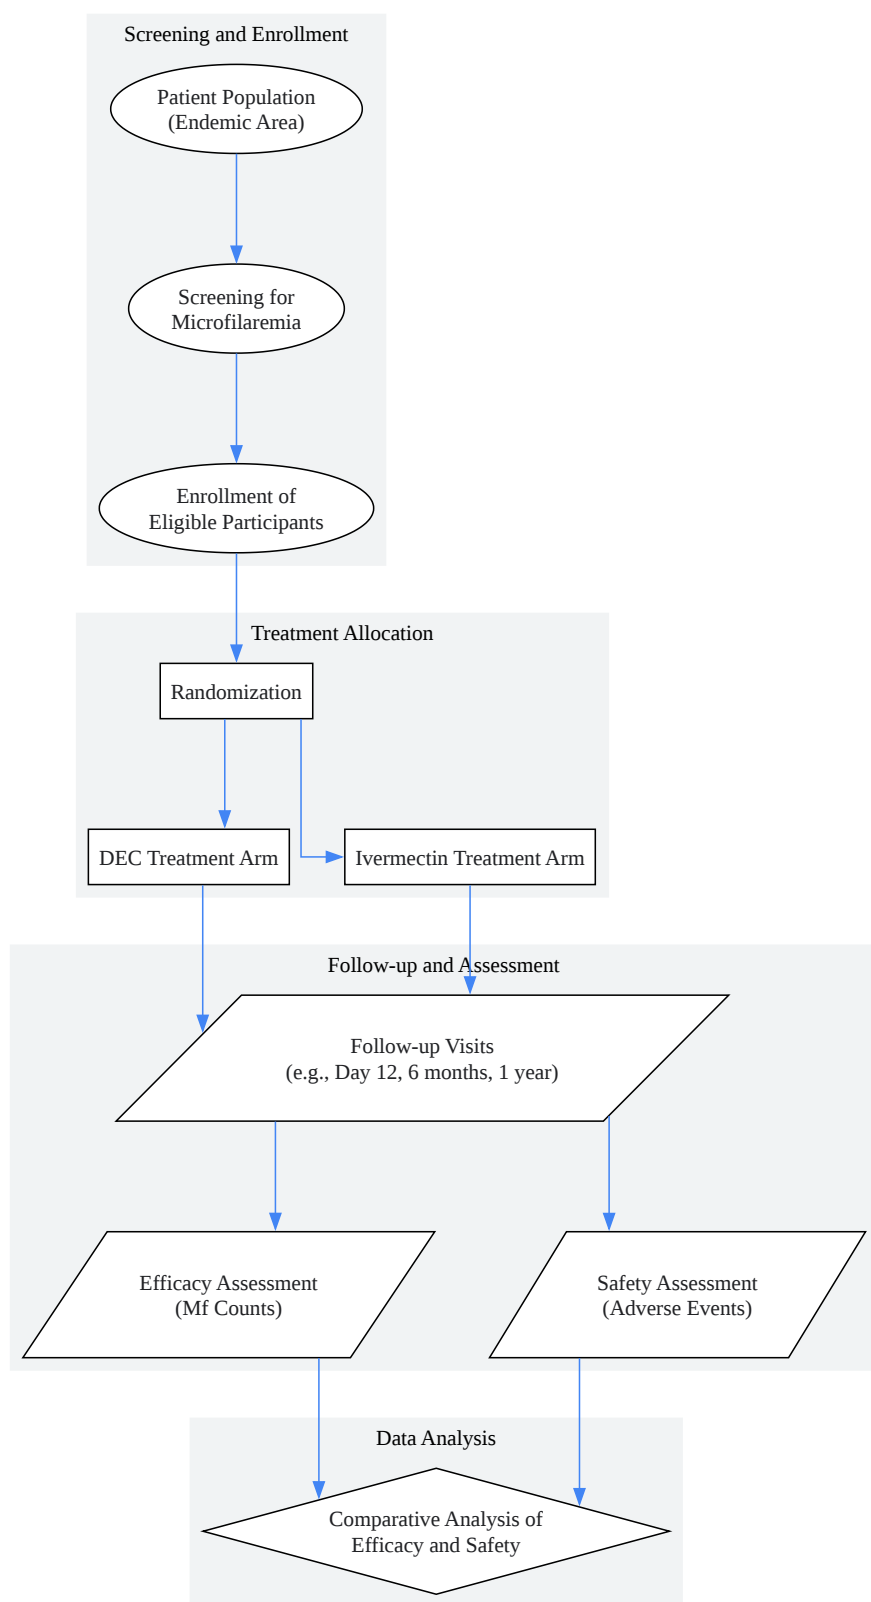 Screening and Enrollment
Patient Population
(Endemic Area)
Screening for
Microfilaremia
Enrollment of
Eligible Participants
Treatment Allocation
Randomization
DEC Treatment Arm
Ivermectin Treatment Arm
Follow-up and Assessment
Follow-up Visits
(e.g., Day 12, 6 months, 1 year)
Efficacy Assessment
(Mf Counts)
Safety Assessment
(Adverse Events)
Data Analysis
Comparative Analysis of
Efficacy and Safety